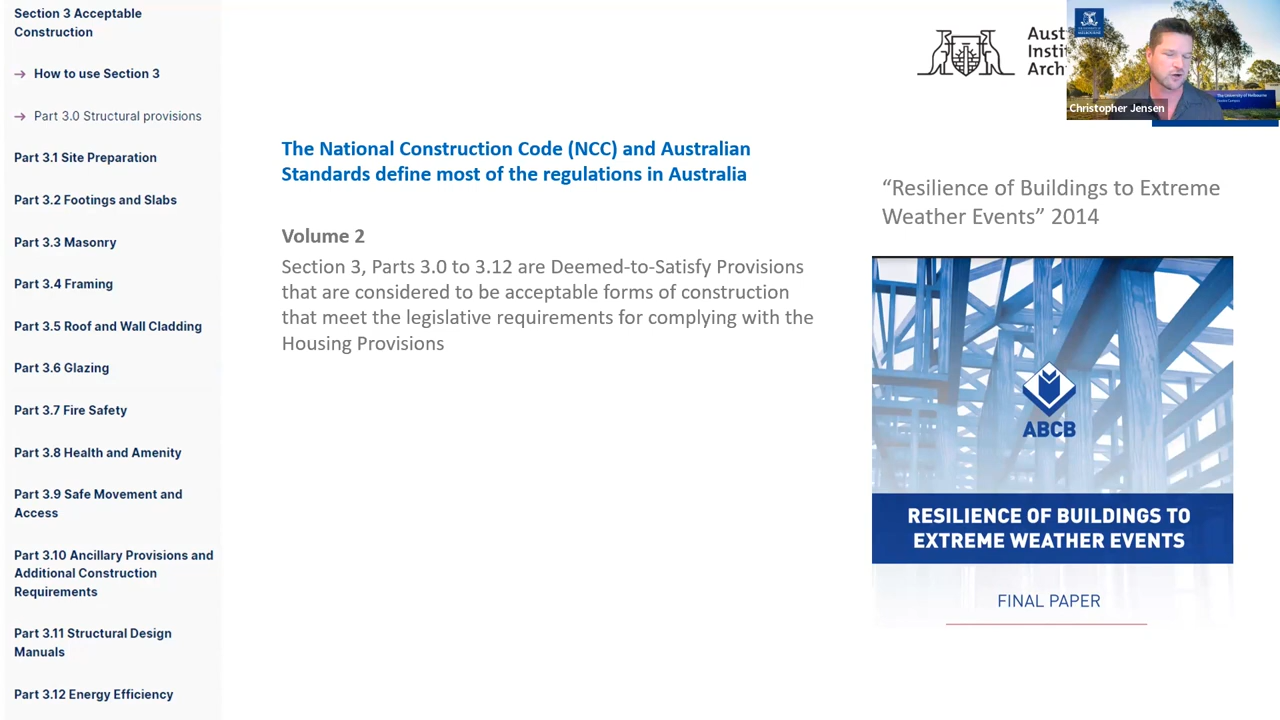 Section 3 Acceptable
Construction
→ How to use Section 3
→ Part 3.0 Structural provisions
Part 3.1 Site Preparation
Part 3.2 Footings and Slabs
Part 3.3 Masonry
Part 3.4 Framing
Part 3.5 Roof and Wall Cladding
Part 3.6 Glazing
Part 3.7 Fire Safety
Part 3.8 Health and Amenity
Part 3.9 Safe Movement and
Access
Part 3.10 Ancillary Provisions and
Additional Construction
Requirements
Part 3.11 Structural Design
Manuals
Part 3.12 Energy Efficiency
The National Construction Code (NCC) and Australian
Standards define most of the regulations in Australia
Volume 2
Section 3, Parts 3.0 to 3.12 are Deemed-to-Satisfy Provisions
that are considered to be acceptable forms of construction
that meet the legislative requirements for complying with the
Housing Provisions
Aust
Insti
Arch
Christopher Jensen
The University of Melbourne
“Resilience of Buildings to Extreme
Weather Events” 2014
ABCB
RESILIENCE OF BUILDINGS TO
EXTREME WEATHER EVENTS
FINAL PAPER